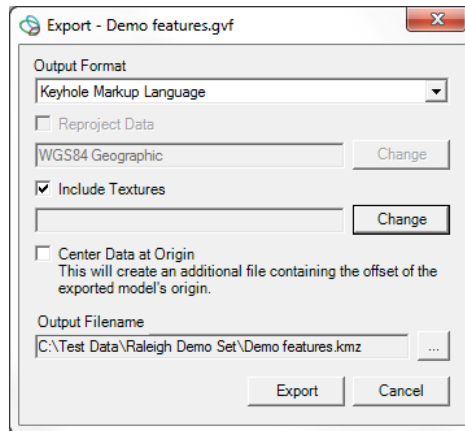 Export - Demo features.gvf
Output Format
Keyhole Markup Language
Reproject Data
WGS84 Geographic
Change
Include Textures
Change
Center Data at Origin
This will create an additional file containing the offset of the
exported model's origin.
Output Filename
C:\Test Data\Raleigh Demo Set\Demo features.kmz
...
Export
Cancel